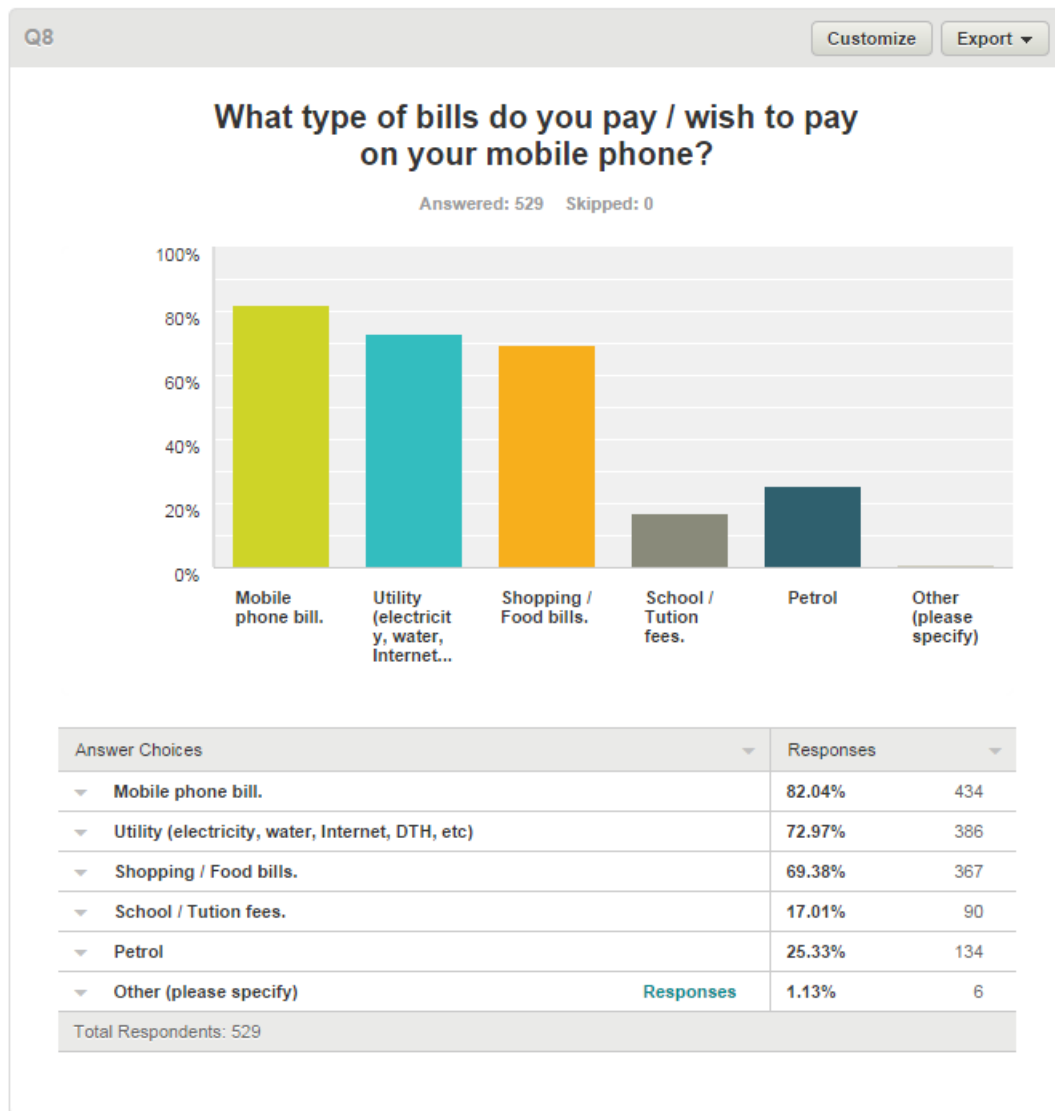 Q8
Customize
Export
What type of bills do you pay / wish to pay
on your mobile phone?
Answered: 529 Skipped: 0
100%
80%
60%
40%
20%
0%
Mobile
phone bill.
Utility
(electricit
y, water,
Internet...
Shopping /
Food bills.
School /
Tution
fees.
Petrol
Other
(please
specify)
Answer Choices Responses
Mobile phone bill. 82.04% 434
Utility (electricity, water, Internet, DTH, etc) 72.97% 386
Shopping / Food bills. 69.38% 367
School / Tution fees. 17.01% 90
Petrol 25.33% 134
Other (please specify) Responses 1.13% 6
Total Respondents: 529